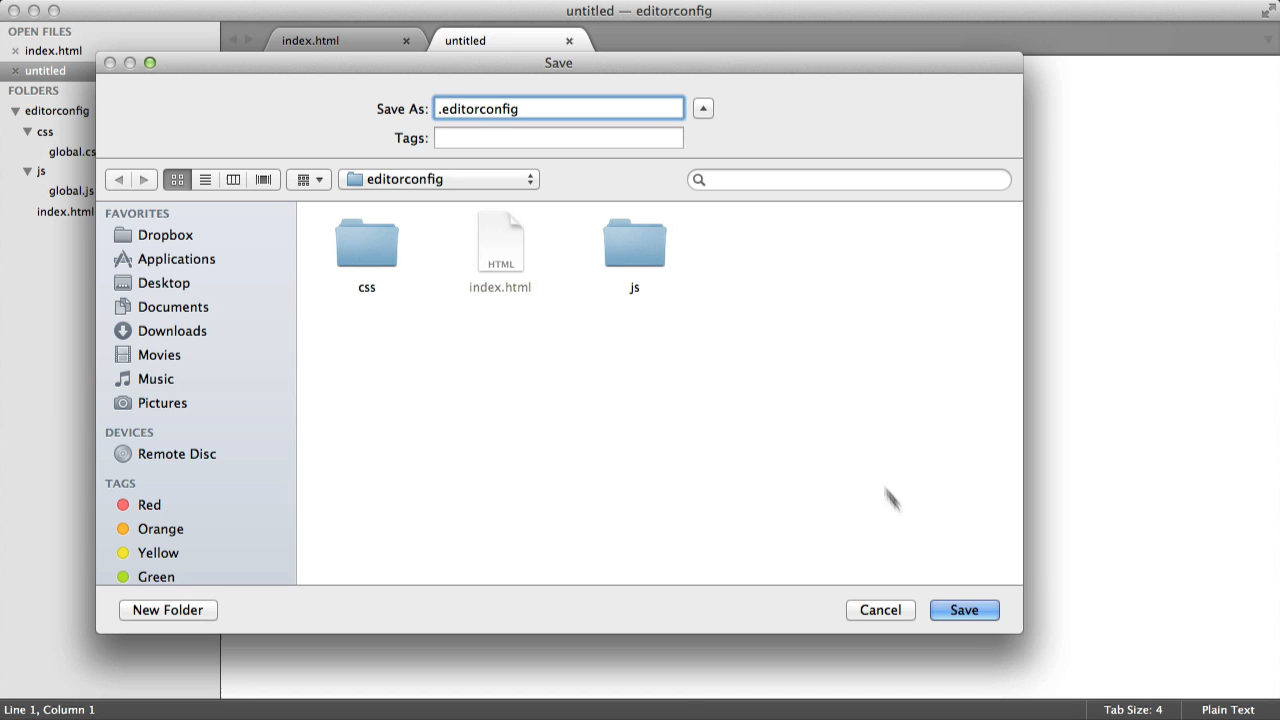 untitled — editorconfig
OPEN FILES
index.html
untitled
FOLDERS
editorconfig
css
global.cs
js
global.js
index.html
index.html
untitled
Save
Save As: .editorconfig
Tags:
editorconfig
FAVORITES
Dropbox
Applications
Desktop
Documents
Downloads
Movies
Music
Pictures
DEVICES
Remote Disc
TAGS
Red
Orange
Yellow
Green
HTML
css
index.html
js
New Folder
Cancel
Save
Line 1, Column 1
Tab Size: 4
Plain Text